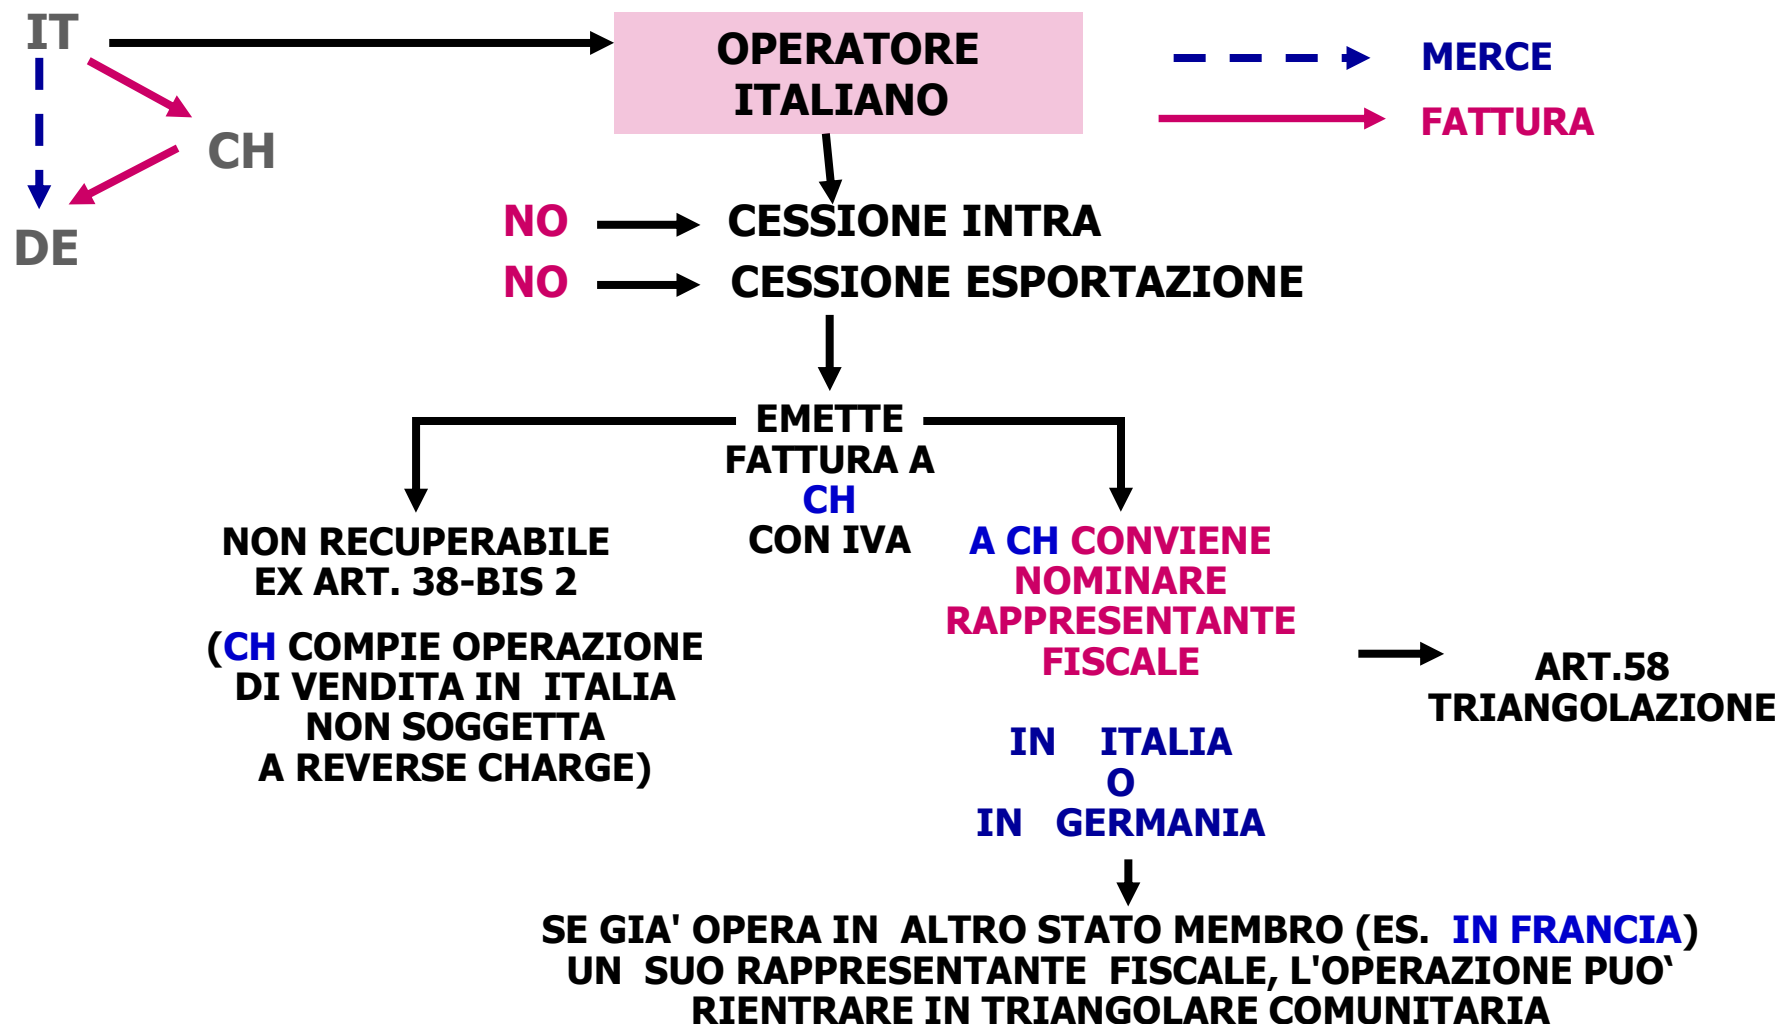 IT
CH
DE
OPERATORE
ITALIANO
MERCE
FATTURA
NO
CESSIONE INTRA
NO
CESSIONE ESPORTAZIONE
EMETTE
FATTURA A
CH
CON IVA
NON RECUPERABILE
EX ART. 38-BIS 2
(CH COMPIE OPERAZIONE
DI VENDITA IN ITALIA
NON SOGGETTA
A REVERSE CHARGE)
A CH CONVIENE
NOMINARE
RAPPRESENTANTE
FISCALE
IN ITALIA
O
IN GERMANIA
ART.58
TRIANGOLAZIONE
SE GIA' OPERA IN ALTRO STATO MEMBRO (ES. IN FRANCIA)
UN SUO RAPPRESENTANTE FISCALE, L'OPERAZIONE PUO‘
RIENTRARE IN TRIANGOLARE COMUNITARIA